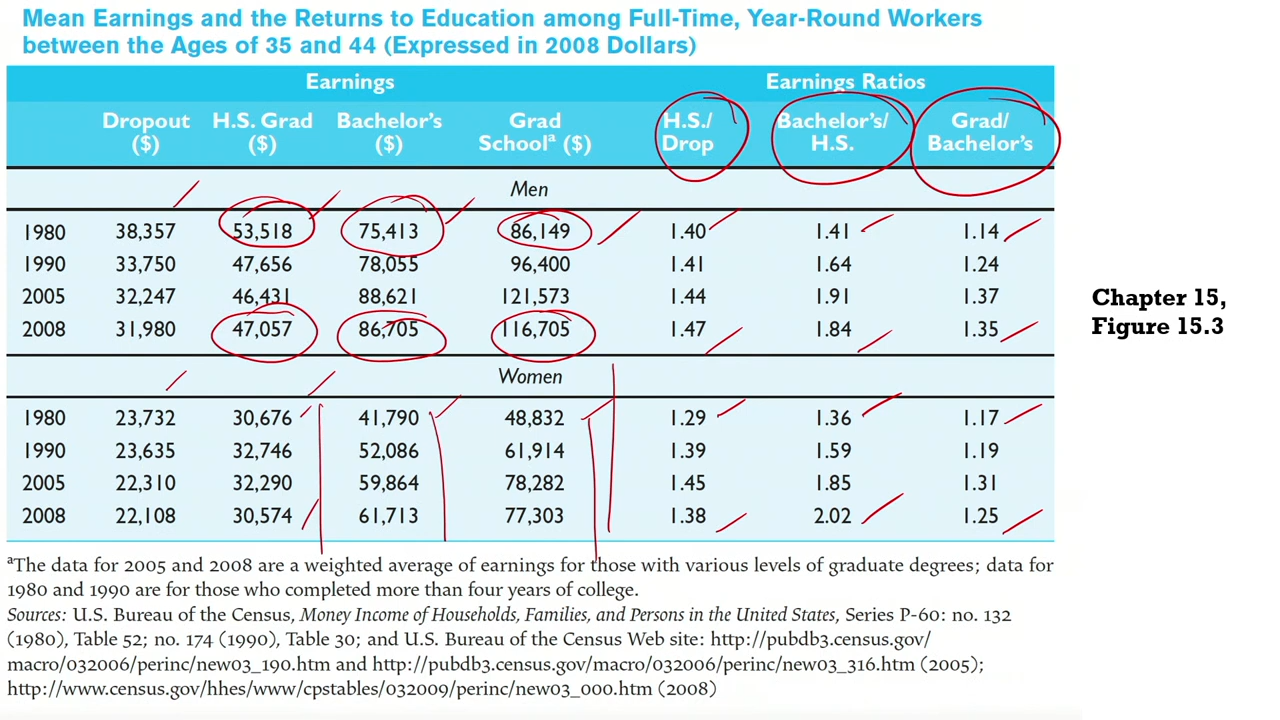 Mean Earnings and the Returns to Education among Full-Time, Year-Round Workers
between the Ages of 35 and 44 (Expressed in 2008 Dollars)
Earnings Earnings Ratios
Dropout ($) H.S. Grad ($) Bachelor’s ($) Grad Schoolᵃ ($) H.S./ Drop Bachelor’s/ H.S. Grad/ Bachelor’s
Men
1980 38,357 53,518 75,413 86,149 1.40 1.41 1.14
1990 33,750 47,656 78,055 96,400 1.41 1.64 1.24
2005 32,247 46,431 88,621 121,573 1.44 1.91 1.37
2008 31,980 47,057 86,705 116,705 1.47 1.84 1.35
Women
1980 23,732 30,676 41,790 48,832 1.29 1.36 1.17
1990 23,635 32,746 52,086 61,914 1.39 1.59 1.19
2005 22,310 32,290 59,864 78,282 1.45 1.85 1.31
2008 22,108 30,574 61,713 77,303 1.38 2.02 1.25
ᵃThe data for 2005 and 2008 are a weighted average of earnings for those with various levels of graduate degrees; data for
1980 and 1990 are for those who completed more than four years of college.
Sources: U.S. Bureau of the Census, Money Income of Households, Families, and Persons in the United States, Series P-60: no. 132
(1980), Table 52; no. 174 (1990), Table 30; and U.S. Bureau of the Census Web site: http://pubdb3.census.gov/
macro/032006/perinc/new03_190.htm and http://pubdb3.census.gov/macro/032006/perinc/new03_316.htm (2005);
http://www.census.gov/hhes/www/cpstables/032009/perinc/new03_000.htm (2008)
Chapter 15,
Figure 15.3